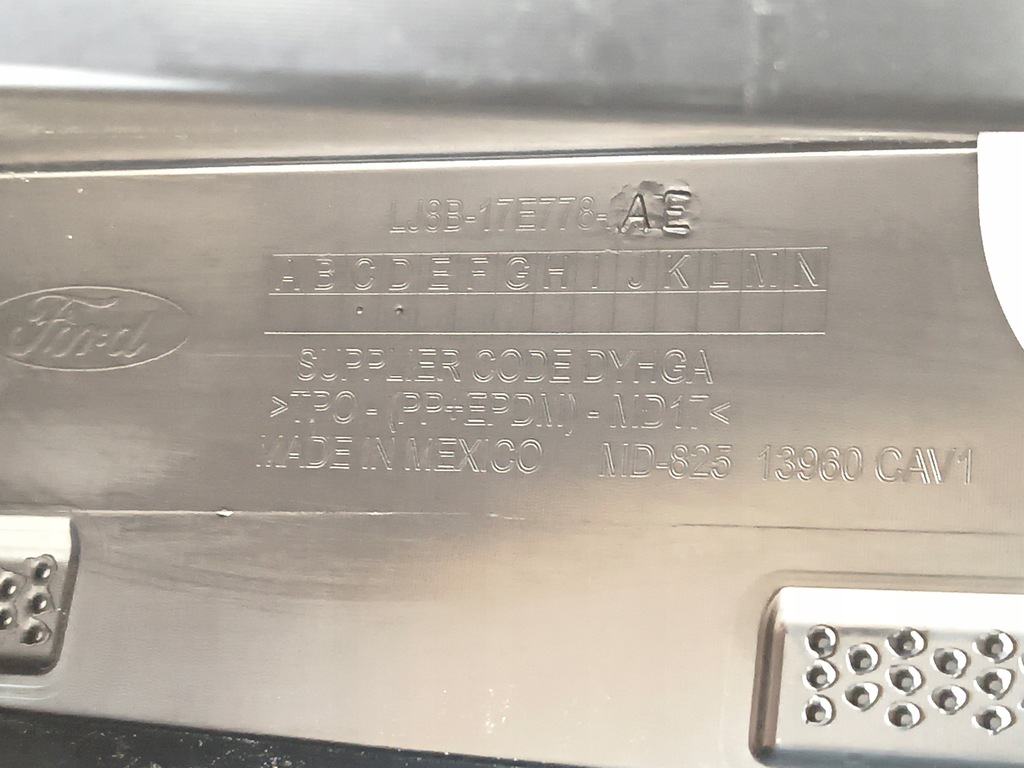 LJ8B-17E778-AE
A B C D E F G H I J K L M N
Ford
SUPPLIER CODE DYHGA
>TPO - (PP+EPDM) - MD17<
MADE IN MEXICO MD-825 13960 CAV1